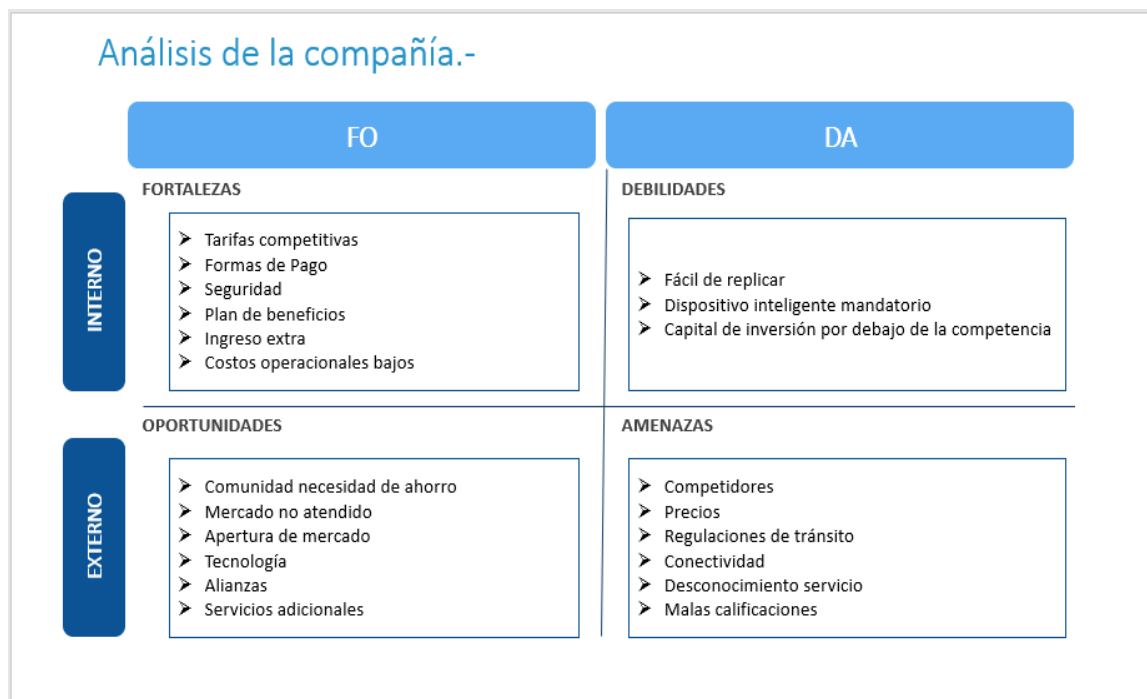 Análisis de la compañía.-
FO
DA
INTERNO
FORTALEZAS
➤ Tarifas competitivas
➤ Formas de Pago
➤ Seguridad
➤ Plan de beneficios
➤ Ingreso extra
➤ Costos operacionales bajos
DEBILIDADES
➤ Fácil de replicar
➤ Dispositivo inteligente mandatorio
➤ Capital de inversión por debajo de la competencia
EXTERNO
OPORTUNIDADES
➤ Comunidad necesidad de ahorro
➤ Mercado no atendido
➤ Apertura de mercado
➤ Tecnología
➤ Alianzas
➤ Servicios adicionales
AMENAZAS
➤ Competidores
➤ Precios
➤ Regulaciones de tránsito
➤ Conectividad
➤ Desconocimiento servicio
➤ Malas calificaciones